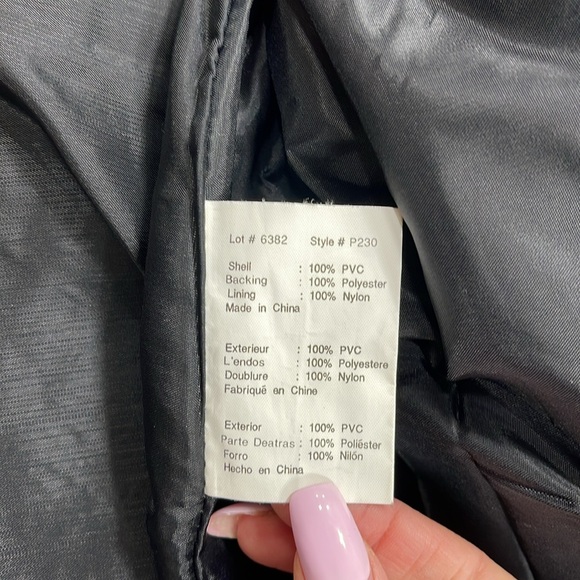 Lot # 6382 Style # P230
Shell : 100% PVC
Backing : 100% Polyester
Lining : 100% Nylon
Made in China
Exterieur : 100% PVC
L'endos : 100% Polyestere
Doublure : 100% Nylon
Fabriqué en Chine
Exterior : 100% PVC
Parte Deatras : 100% Poliéster
Forro : 100% Nilón
Hecho en China